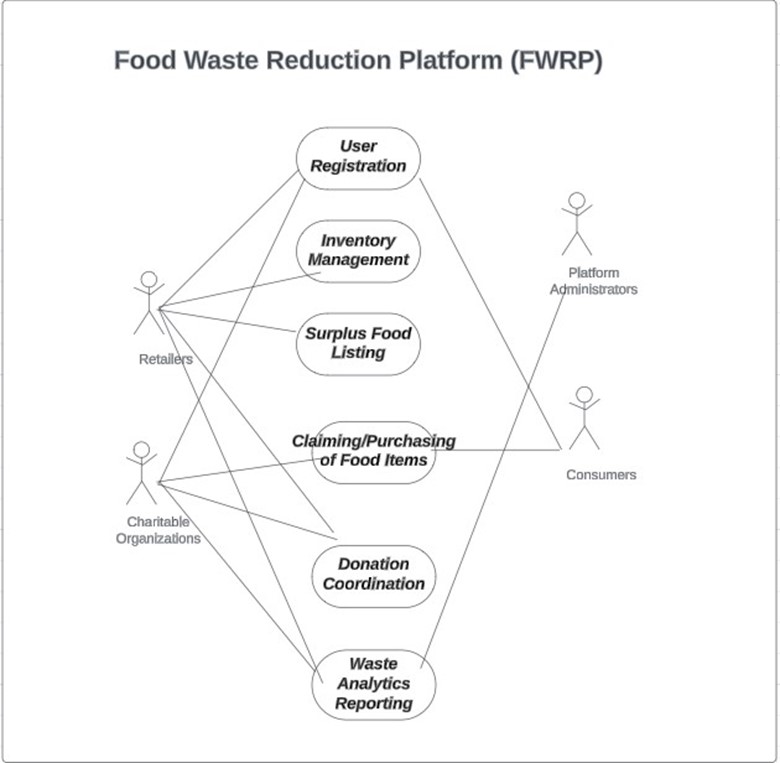 Food Waste Reduction Platform (FWRP)
User
Registration
Inventory
Management
Platform
Administrators
Surplus Food
Listing
Retailers
Claiming/Purchasing
of Food Items
Consumers
Charitable
Organizations
Donation
Coordination
Waste
Analytics
Reporting